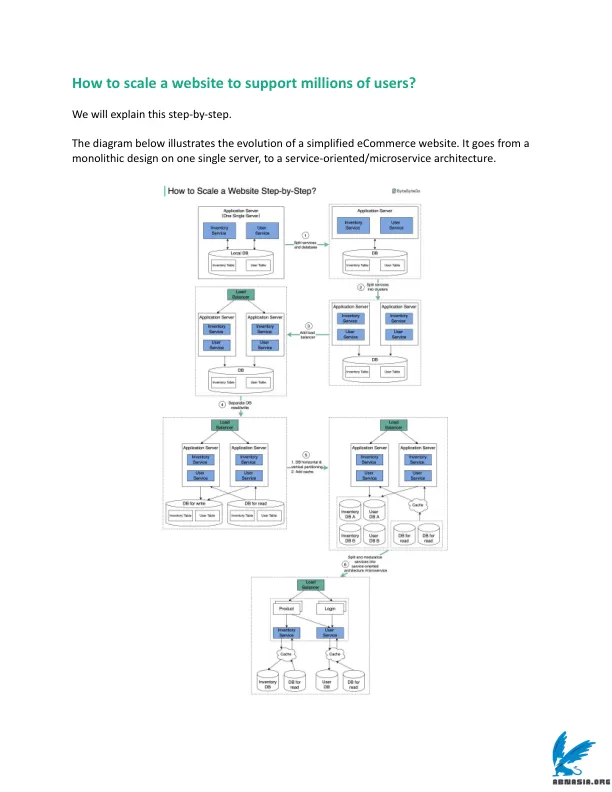 How to scale a website to support millions of users?
We will explain this step-by-step.
The diagram below illustrates the evolution of a simplified eCommerce website. It goes from a
monolithic design on one single server, to a service-oriented/microservice architecture.
How to Scale a Website Step-by-Step?
ByteByteGo
Application Server
(One Single Server)
Inventory
Service
User
Service
Local DB
Inventory Table
User Table
1
Split services
and database
Application Server
Inventory
Service
User
Service
DB
Inventory Table
User Table
2
Split services
into clusters
Application Server
Application Server
Inventory
Service
Inventory
Service
User
Service
User
Service
DB
Inventory Table
User Table
3
Add load
balancer
Load
Balancer
Application Server
Application Server
Inventory
Service
Inventory
Service
User
Service
User
Service
DB
Inventory Table
User Table
4
Separate DB
read/write
Load
Balancer
Application Server
Application Server
Inventory
Service
Inventory
Service
User
Service
User
Service
DB for write
DB for read
Inventory Table
User Table
Inventory Table
User Table
5
1. DB horizontal &
vertical partitioning
2. Add cache
Load
Balancer
Application Server
Application Server
Inventory
Service
Inventory
Service
User
Service
User
Service
Cache
Inventory
DB A
User
DB A
Inventory
DB B
User
DB B
DB for
read
DB for
read
6
Split and modularize
services into
service-oriented
architecture/microservice
Load
Balancer
Product
Login
Inventory
Service
User
Service
Cache
Cache
Inventory
DB
DB for
read
User
DB
DB for
read
ABNASIA.ORG